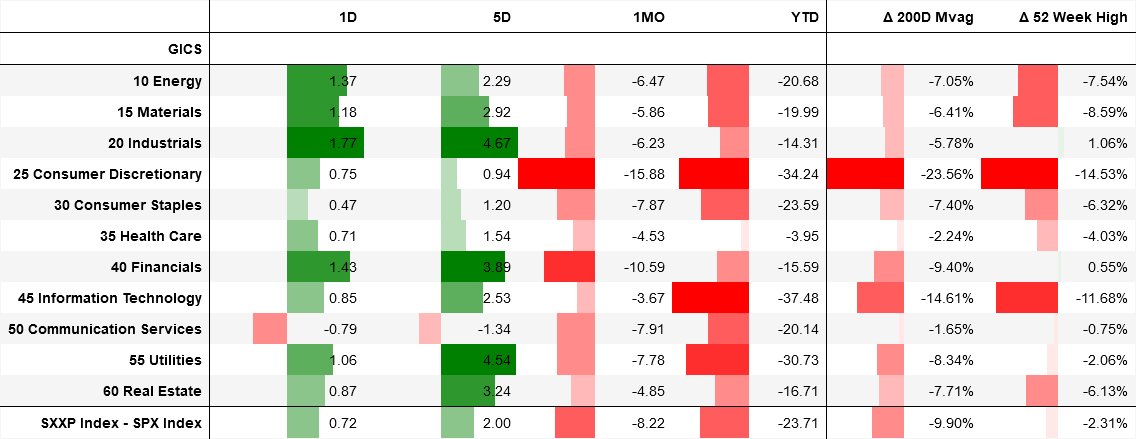 1D 5D 1MO YTD Δ 200D Mvag Δ 52 Week High
GICS
10 Energy 1.37 2.29 -6.47 -20.68 -7.05% -7.54%
15 Materials 1.18 2.92 -5.86 -19.99 -6.41% -8.59%
20 Industrials 1.77 4.67 -6.23 -14.31 -5.78% 1.06%
25 Consumer Discretionary 0.75 0.94 -15.88 -34.24 -23.56% -14.53%
30 Consumer Staples 0.47 1.20 -7.87 -23.59 -7.40% -6.32%
35 Health Care 0.71 1.54 -4.53 -3.95 -2.24% -4.03%
40 Financials 1.43 3.89 -10.59 -15.59 -9.40% 0.55%
45 Information Technology 0.85 2.53 -3.67 -37.48 -14.61% -11.68%
50 Communication Services -0.79 -1.34 -7.91 -20.14 -1.65% -0.75%
55 Utilities 1.06 4.54 -7.78 -30.73 -8.34% -2.06%
60 Real Estate 0.87 3.24 -4.85 -16.71 -7.71% -6.13%
SXXP Index - SPX Index 0.72 2.00 -8.22 -23.71 -9.90% -2.31%